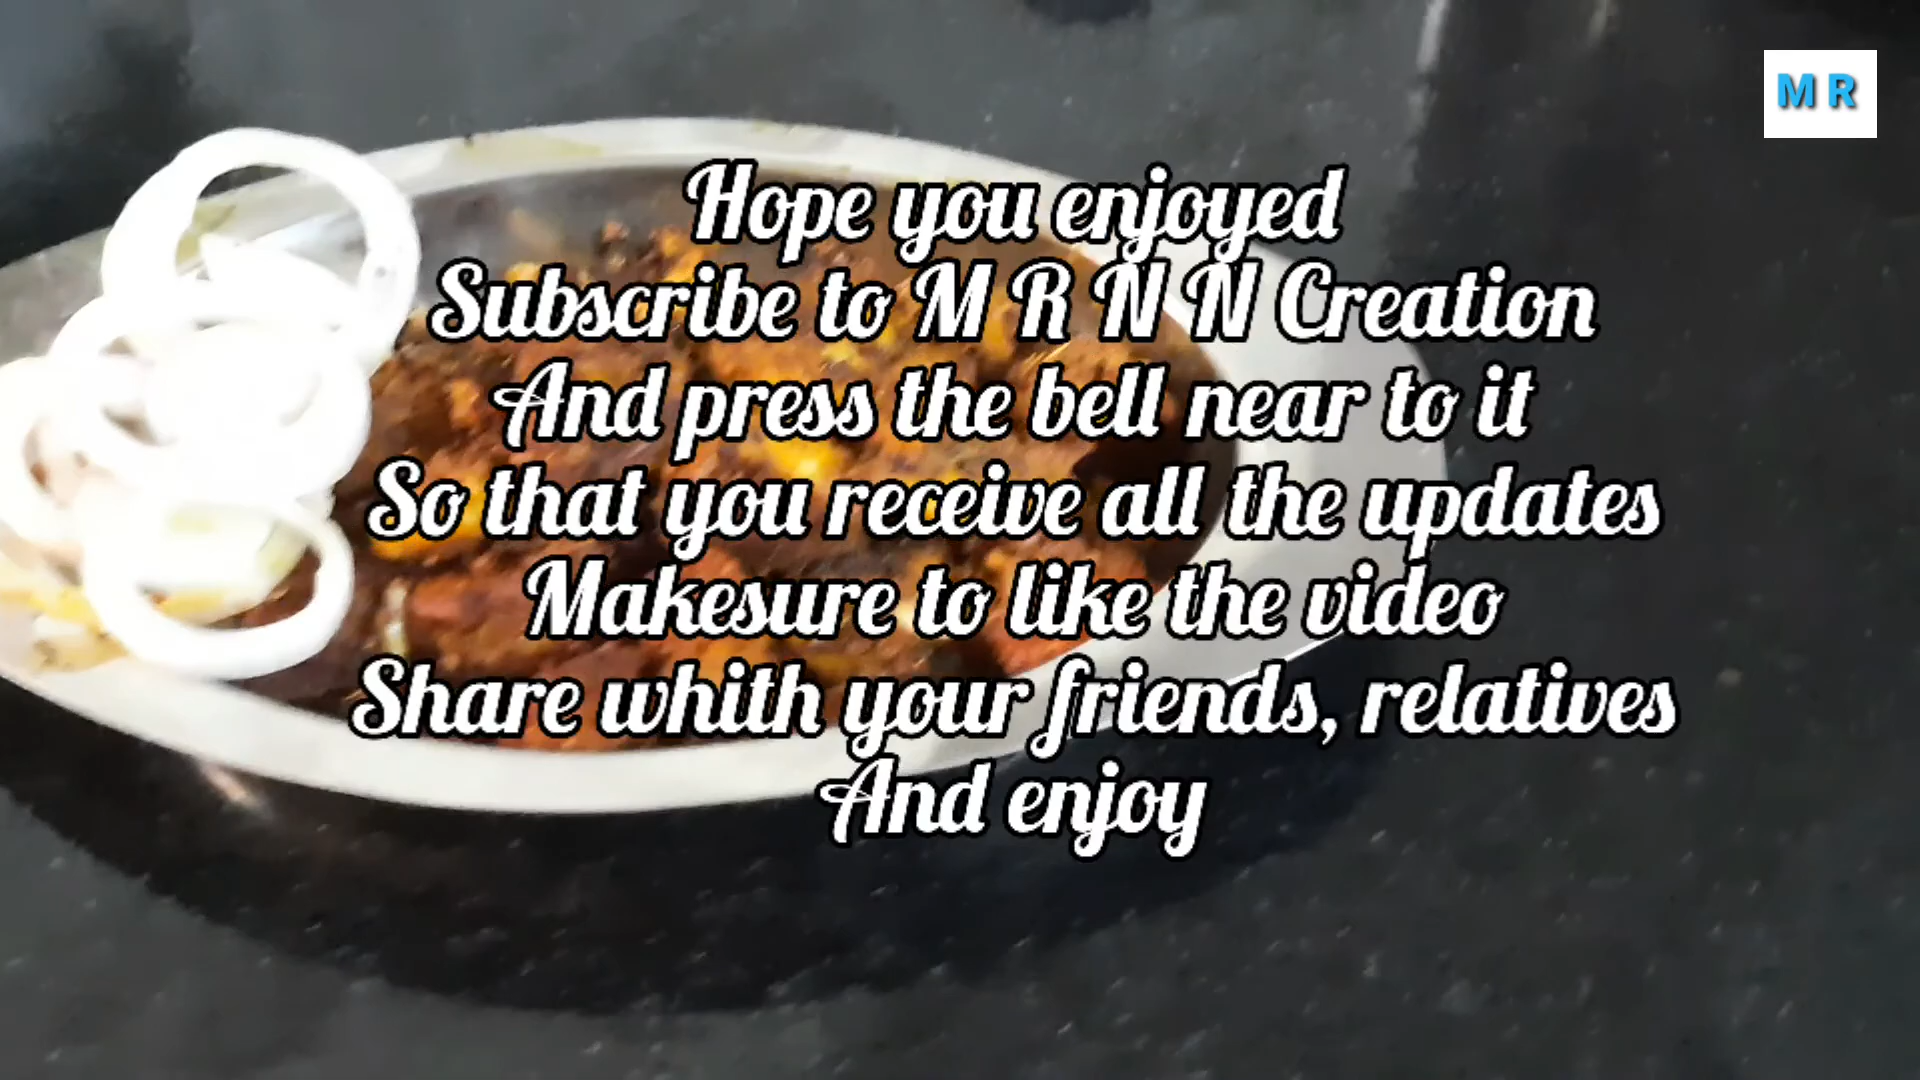 M R
Hope you enjoyed
Subscribe to M R N N Creation
And press the bell near to it
So that you receive all the updates
Makesure to like the video
Share whith your friends, relatives
And enjoy